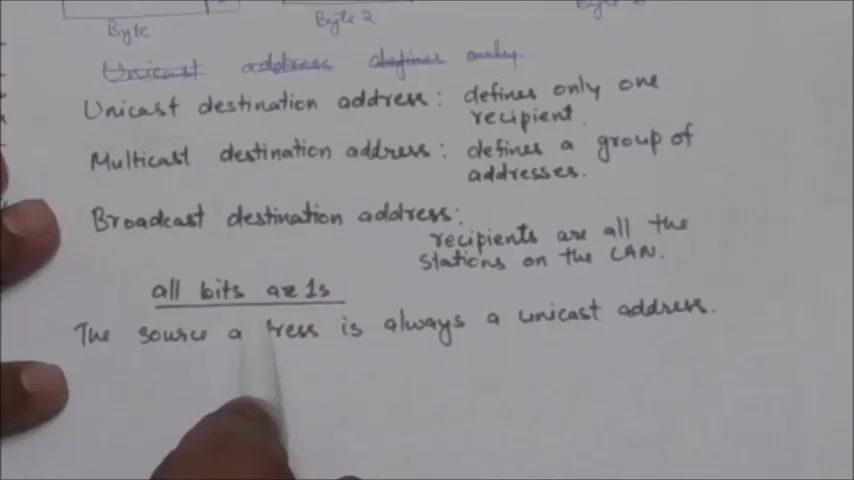 Byte
Byte 2
Unicast address defines only
Unicast destination address: defines only one
recipient.
Multicast destination address: defines a group of
addresses.
Broadcast destination address:
recipients are all the
stations on the LAN.
all bits are 1s
The source is always a unicast address.